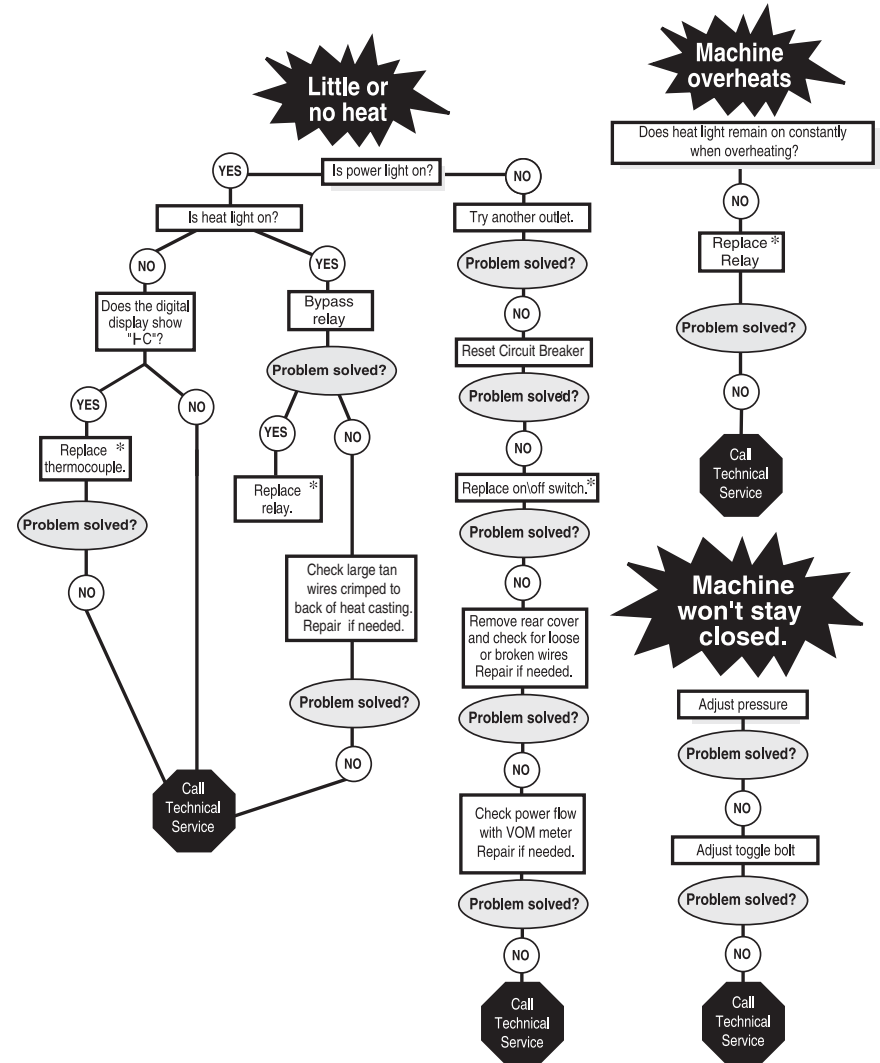 Little or
no heat
Is power light on?
YES
Is heat light on?
NO
Does the digital
display show
"├C"?
YES
Replace *
thermocouple.
Problem solved?
NO
NO
YES
Bypass
relay
Problem solved?
YES
Replace *
relay.
NO
Check large tan
wires crimped to
back of heat casting.
Repair if needed.
Problem solved?
NO
Call
Technical
Service
NO
Try another outlet.
Problem solved?
NO
Reset Circuit Breaker
Problem solved?
NO
Replace on\off switch.*
Problem solved?
NO
Remove rear cover
and check for loose
or broken wires
Repair if needed.
Problem solved?
NO
Check power flow
with VOM meter
Repair if needed.
Problem solved?
NO
Call
Technical
Service
Machine
overheats
Does heat light remain on constantly
when overheating?
NO
Replace *
Relay
Problem solved?
NO
Call
Technical
Service
Machine
won't stay
closed.
Adjust pressure
Problem solved?
NO
Adjust toggle bolt
Problem solved?
NO
Call
Technical
Service